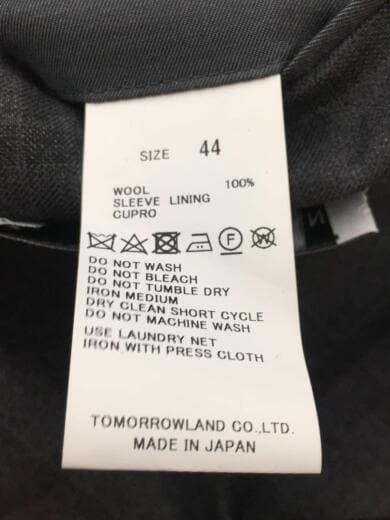 SIZE 44
WOOL 100%
SLEEVE LINING
CUPRO
F W
DO NOT WASH
DO NOT BLEACH
DO NOT TUMBLE DRY
IRON MEDIUM
DRY CLEAN SHORT CYCLE
DO NOT MACHINE WASH
USE LAUNDRY NET
IRON WITH PRESS CLOTH
TOMORROWLAND CO.,LTD.
MADE IN JAPAN